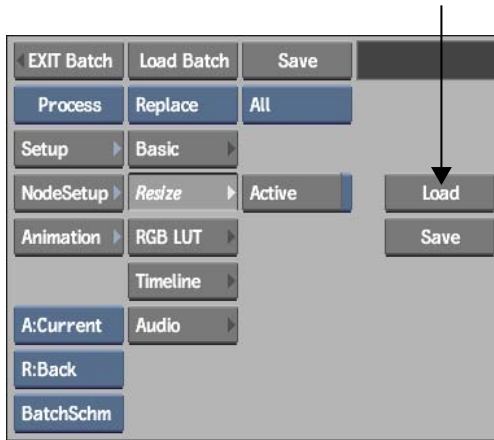 EXIT Batch Load Batch Save
Process Replace All
Setup Basic
NodeSetup Resize Active Load
Animation RGB LUT Save
Timeline
A:Current Audio
R:Back
BatchSchm